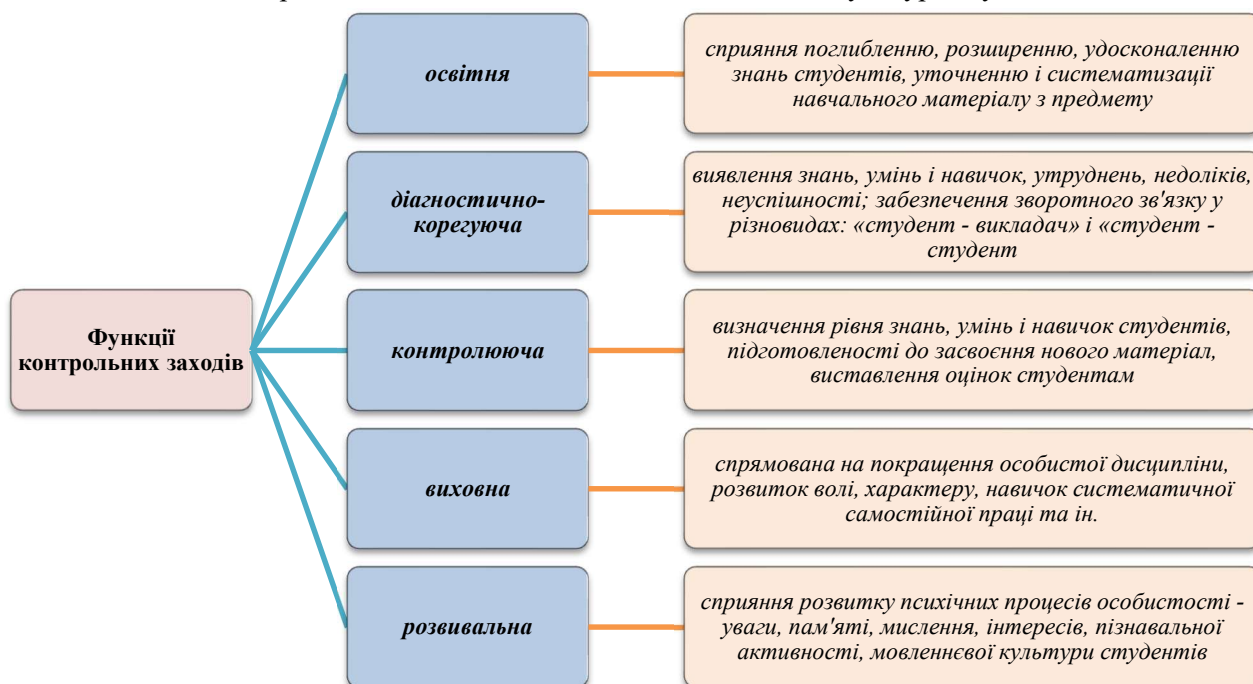 освітня
сприяння поглибленню, розширенню, удосконаленню
знань студентів, уточненню і систематизації
навчального матеріалу з предмету
діагностично-
корегуюча
виявлення знань, умінь і навичок, утруднень, недоліків,
неуспішності; забезпечення зворотного зв'язку у
різновидах: «студент - викладач» і «студент -
студент
Функції
контрольних заходів
контролююча
визначення рівня знань, умінь і навичок студентів,
підготовленості до засвоєння нового матеріал,
виставлення оцінок студентам
виховна
спрямована на покращення особистої дисципліни,
розвиток волі, характеру, навичок систематичної
самостійної праці та ін.
розвивальна
сприяння розвитку психічних процесів особистості -
уваги, пам'яті, мислення, інтересів, пізнавальної
активності, мовленнєвої культури студентів